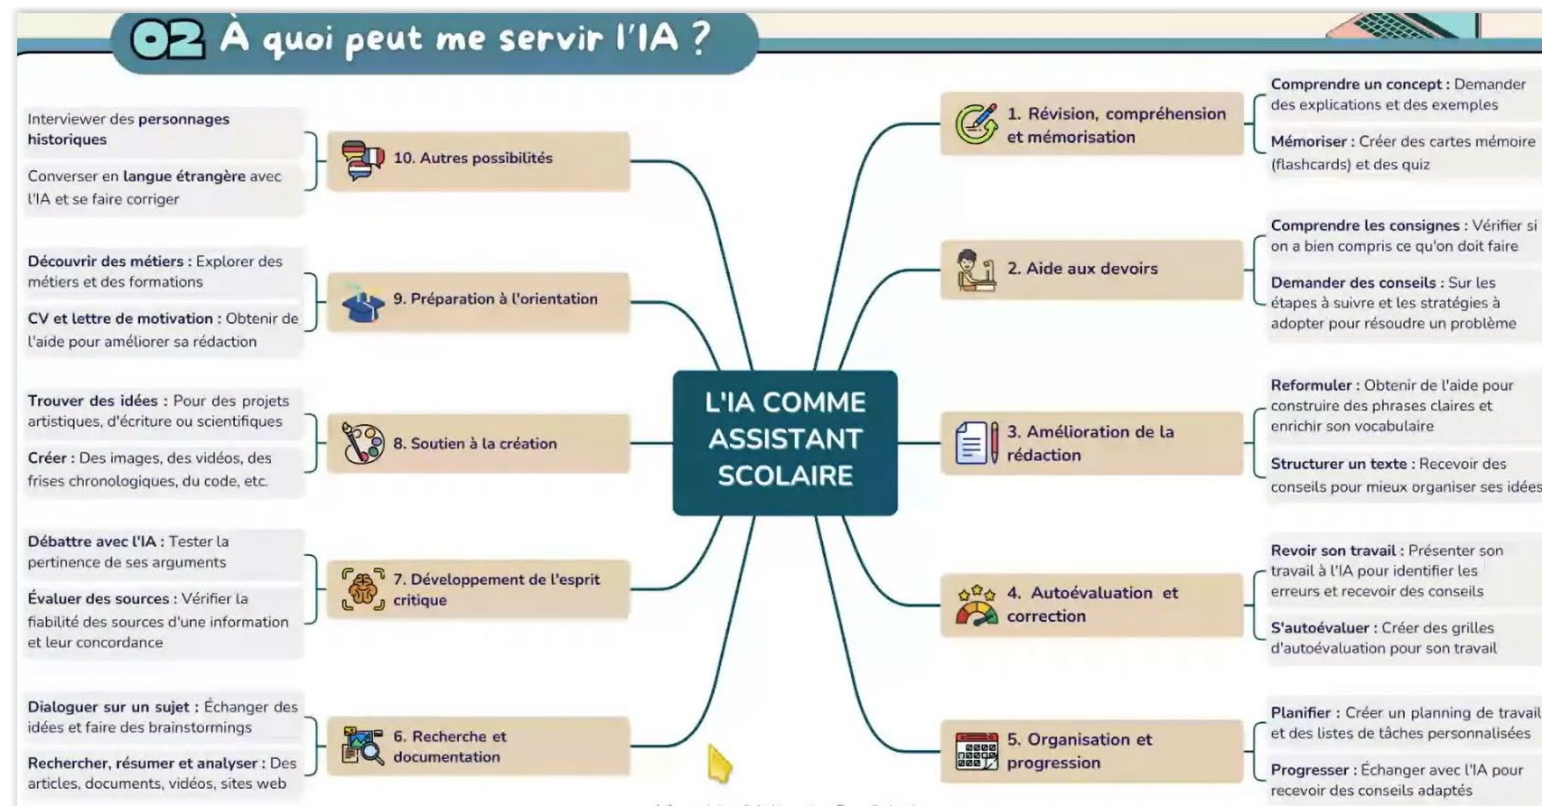 02 À quoi peut me servir l'IA ?
L'IA COMME
ASSISTANT
SCOLAIRE
1. Révision, compréhension
et mémorisation
Comprendre un concept : Demander
des explications et des exemples
Mémoriser : Créer des cartes mémoire
(flashcards) et des quiz
2. Aide aux devoirs
Comprendre les consignes : Vérifier si
on a bien compris ce qu'on doit faire
Demander des conseils : Sur les
étapes à suivre et les stratégies à
adopter pour résoudre un problème
3. Amélioration de la
rédaction
Reformuler : Obtenir de l'aide pour
construire des phrases claires et
enrichir son vocabulaire
Structurer un texte : Recevoir des
conseils pour mieux organiser ses idées
4. Autoévaluation et
correction
Revoir son travail : Présenter son
travail à l'IA pour identifier les
erreurs et recevoir des conseils
S'autoévaluer : Créer des grilles
d'autoévaluation pour son travail
5. Organisation et
progression
Planifier : Créer un planning de travail
et des listes de tâches personnalisées
Progresser : Échanger avec l'IA pour
recevoir des conseils adaptés
6. Recherche et
documentation
Dialoguer sur un sujet : Échanger des
idées et faire des brainstormings
Rechercher, résumer et analyser : Des
articles, documents, vidéos, sites web
7. Développement de l'esprit
critique
Débattre avec l'IA : Tester la
pertinence de ses arguments
Évaluer des sources : Vérifier la
fiabilité des sources d'une information
et leur concordance
8. Soutien à la création
Trouver des idées : Pour des projets
artistiques, d'écriture ou scientifiques
Créer : Des images, des vidéos, des
frises chronologiques, du code, etc.
9. Préparation à l'orientation
Découvrir des métiers : Explorer des
métiers et des formations
CV et lettre de motivation : Obtenir de
l'aide pour améliorer sa rédaction
10. Autres possibilités
Interviewer des personnages
historiques
Converser en langue étrangère avec
l'IA et se faire corriger